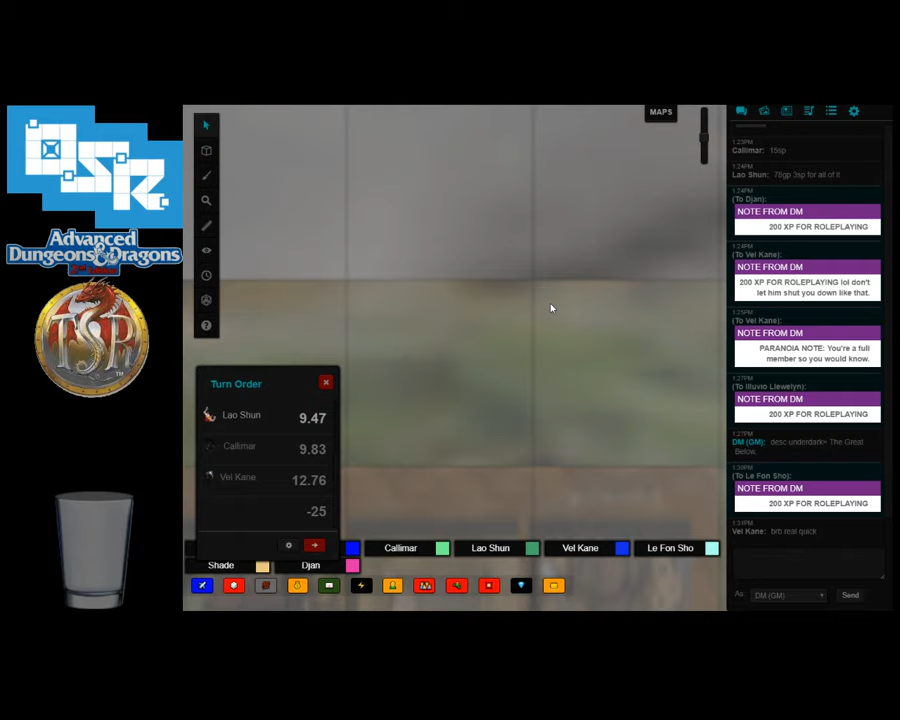 OSR
Advanced
Dungeons & Dragons
2nd Edition
TSR
TM
MAPS
Turn Order
Lao Shun 9.47
Callimar 9.83
Vel Kane 12.76
-25
Callimar
Lao Shun
Vel Kane
Le Fon Sho
Shade
Djan
1:23PM
Callimar: 15sp
1:24PM
Lao Shun: 78gp 3sp for all of it
1:24PM
(To Djan):
NOTE FROM DM
200 XP FOR ROLEPLAYING
1:24PM
(To Vel Kane):
NOTE FROM DM
200 XP FOR ROLEPLAYING lol don't
let him shut you down like that.
1:25PM
(To Vel Kane):
NOTE FROM DM
PARANOIA NOTE: You're a full
member so you would know.
1:27PM
(To Illuvio Llewelyn):
NOTE FROM DM
200 XP FOR ROLEPLAYING
1:27PM
DM (GM): desc.underdark= The Great
Below.
(To Le Fon Sho):
NOTE FROM DM
200 XP FOR ROLEPLAYING
1:31PM
Vel Kane: brb real quick
As: DM (GM) Send